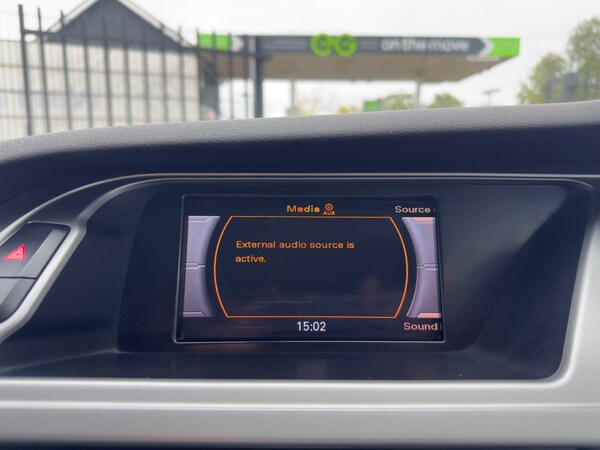 EG on the move
Media AUX
Source
External audio source is
active.
15:02
Sound